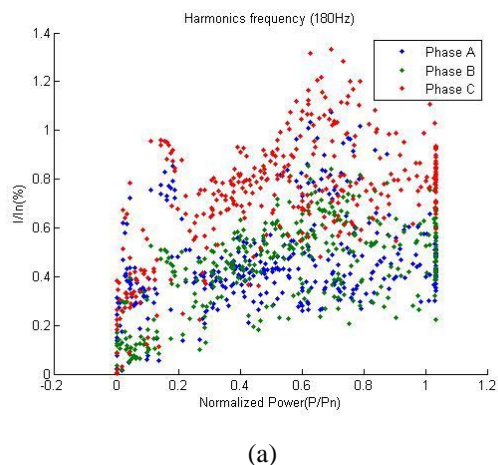 Harmonics frequency (180Hz)
1.4
1.2
1
0.8
0.6
0.4
0.2
0
I/In(%)
Phase A
Phase B
Phase C
-0.2 0 0.2 0.4 0.6 0.8 1 1.2
Normalized Power(P/Pn)
(a)